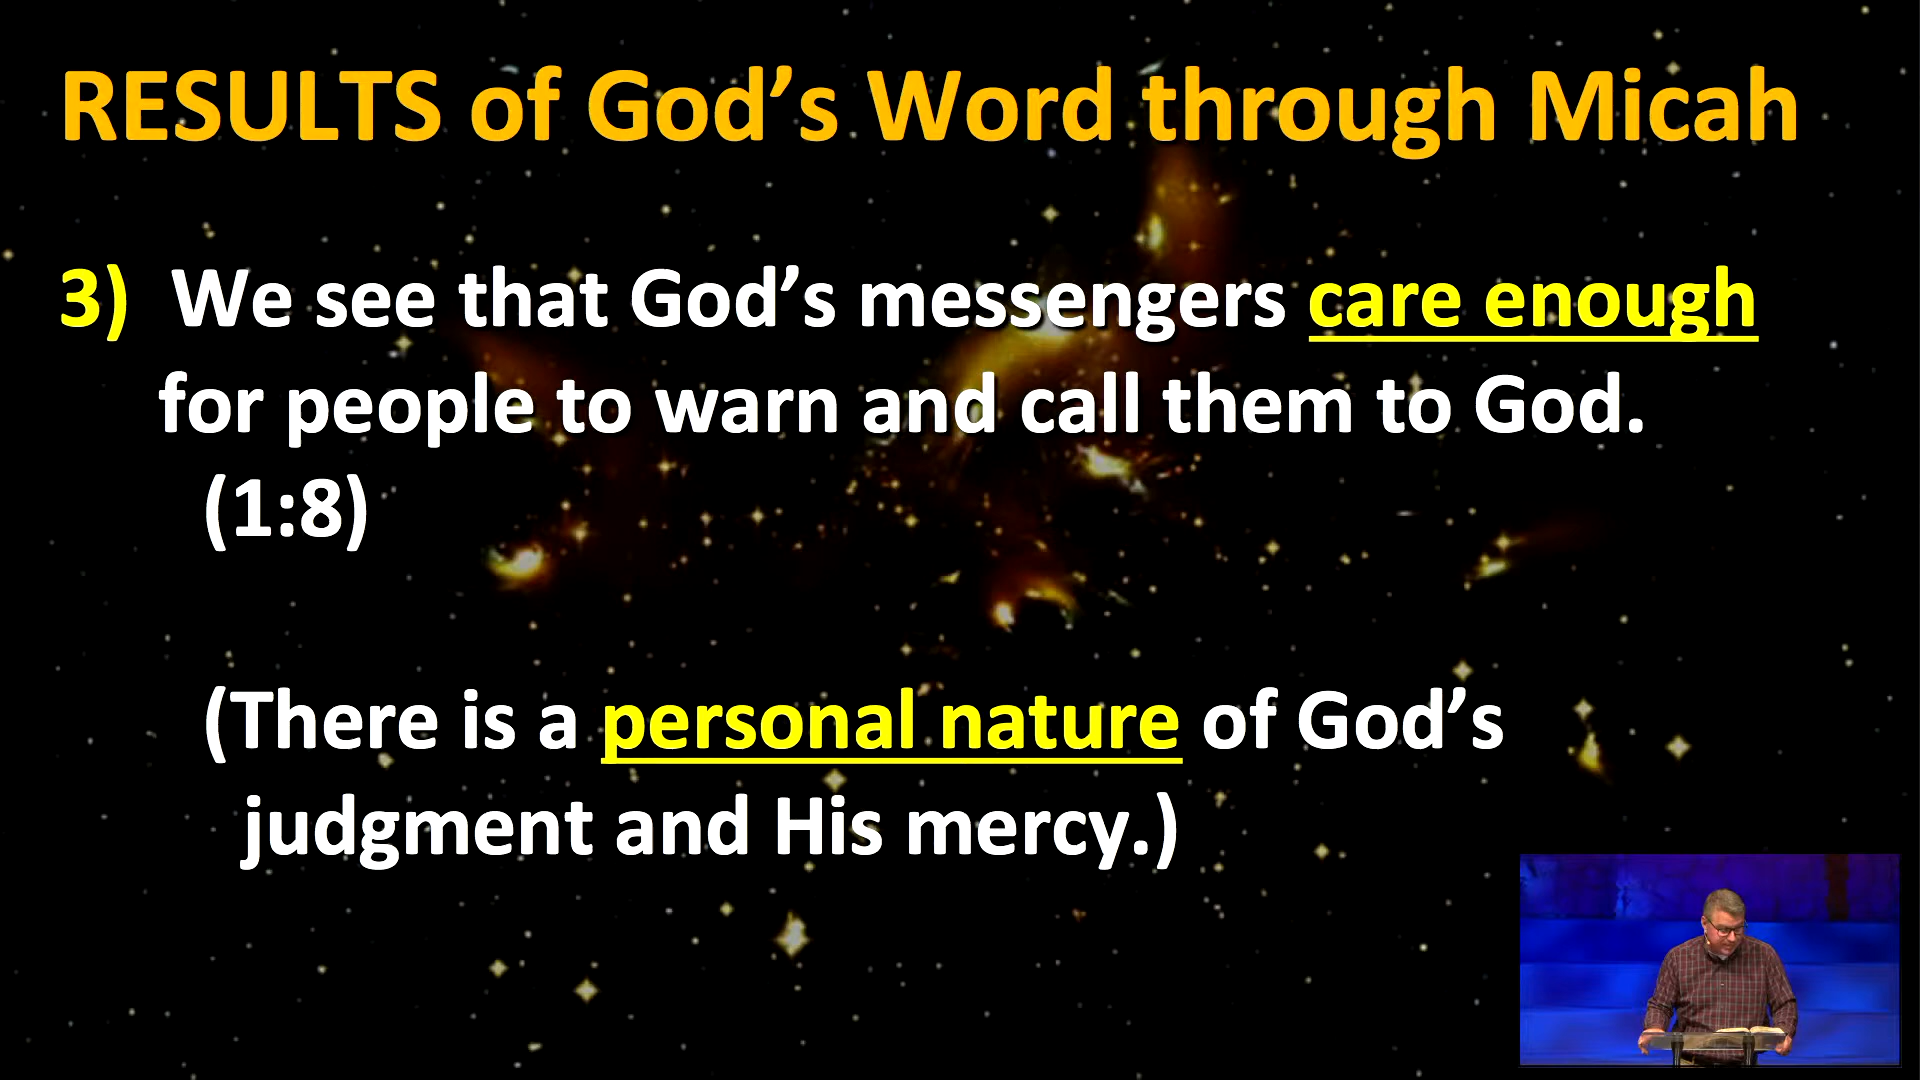 RESULTS of God’s Word through Micah
3) We see that God’s messengers care enough
for people to warn and call them to God.
(1:8)
(There is a personal nature of God’s
judgment and His mercy.)